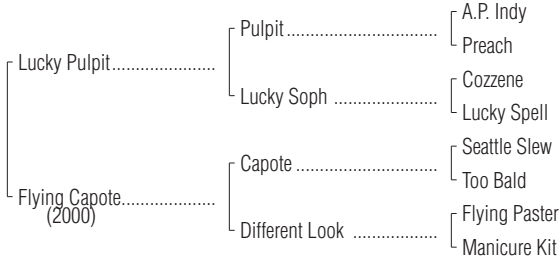 A.P. Indy
Pulpit......................
Preach
Lucky Pulpit......................
Cozzene
Lucky Soph ......................
Lucky Spell
Seattle Slew
Capote ..............................
Too Bald
Flying Capote....................
(2000)
Flying Paster
Different Look ..................
Manicure Kit